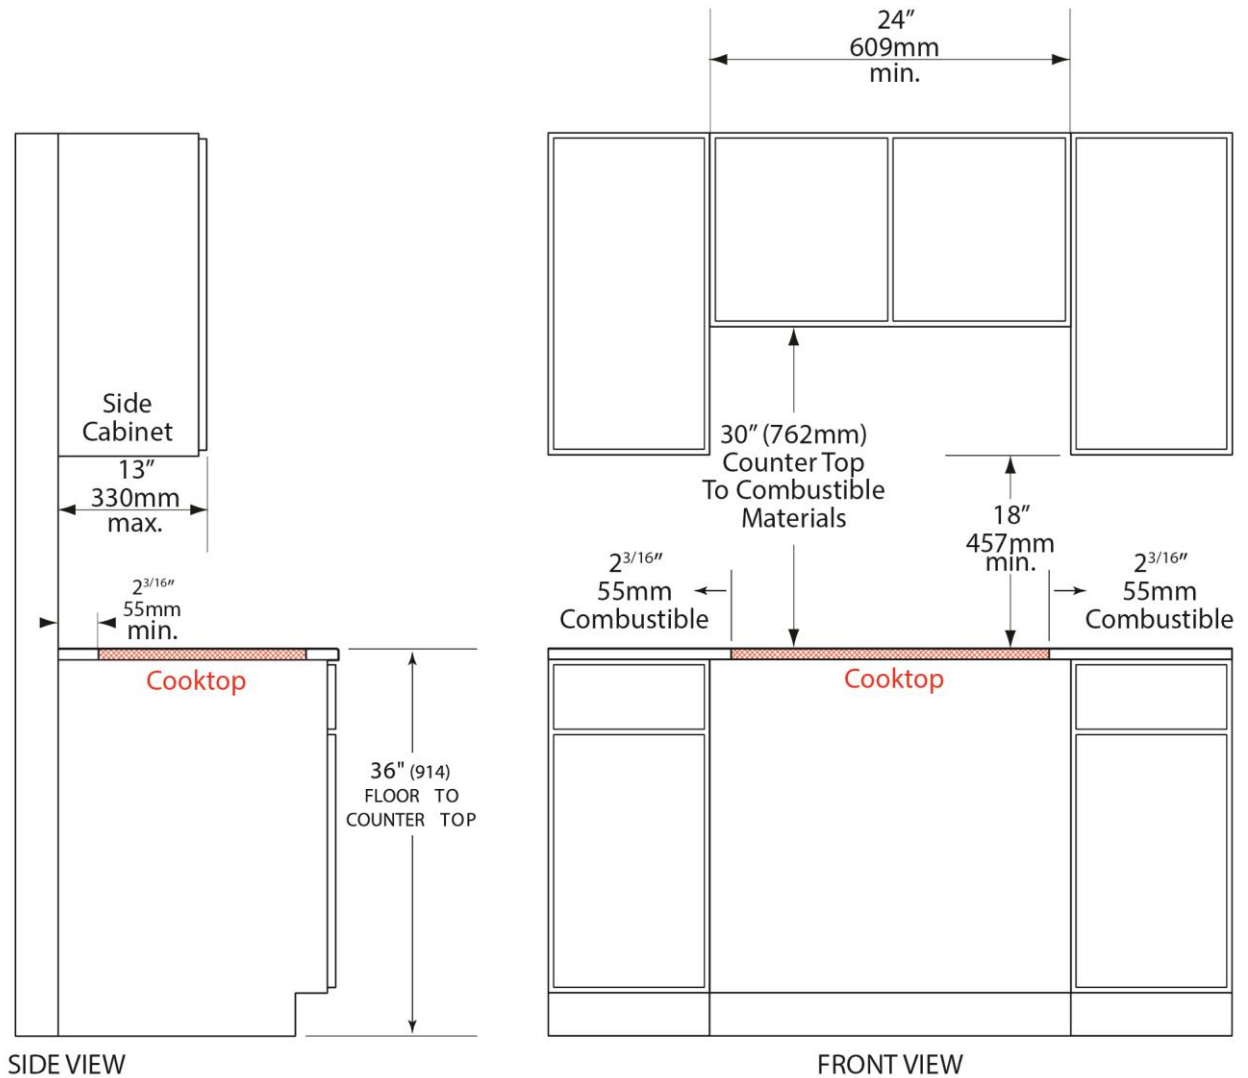 24″
609mm
min.
Side
Cabinet
13″
330mm
max.
2 3/16″
55mm
min.
Cooktop
36" (914)
FLOOR TO
COUNTER TOP
SIDE VIEW
30″ (762mm)
Counter Top
To Combustible
Materials
18″
457mm
min.
2 3/16″
55mm
Combustible
2 3/16″
55mm
Combustible
Cooktop
FRONT VIEW